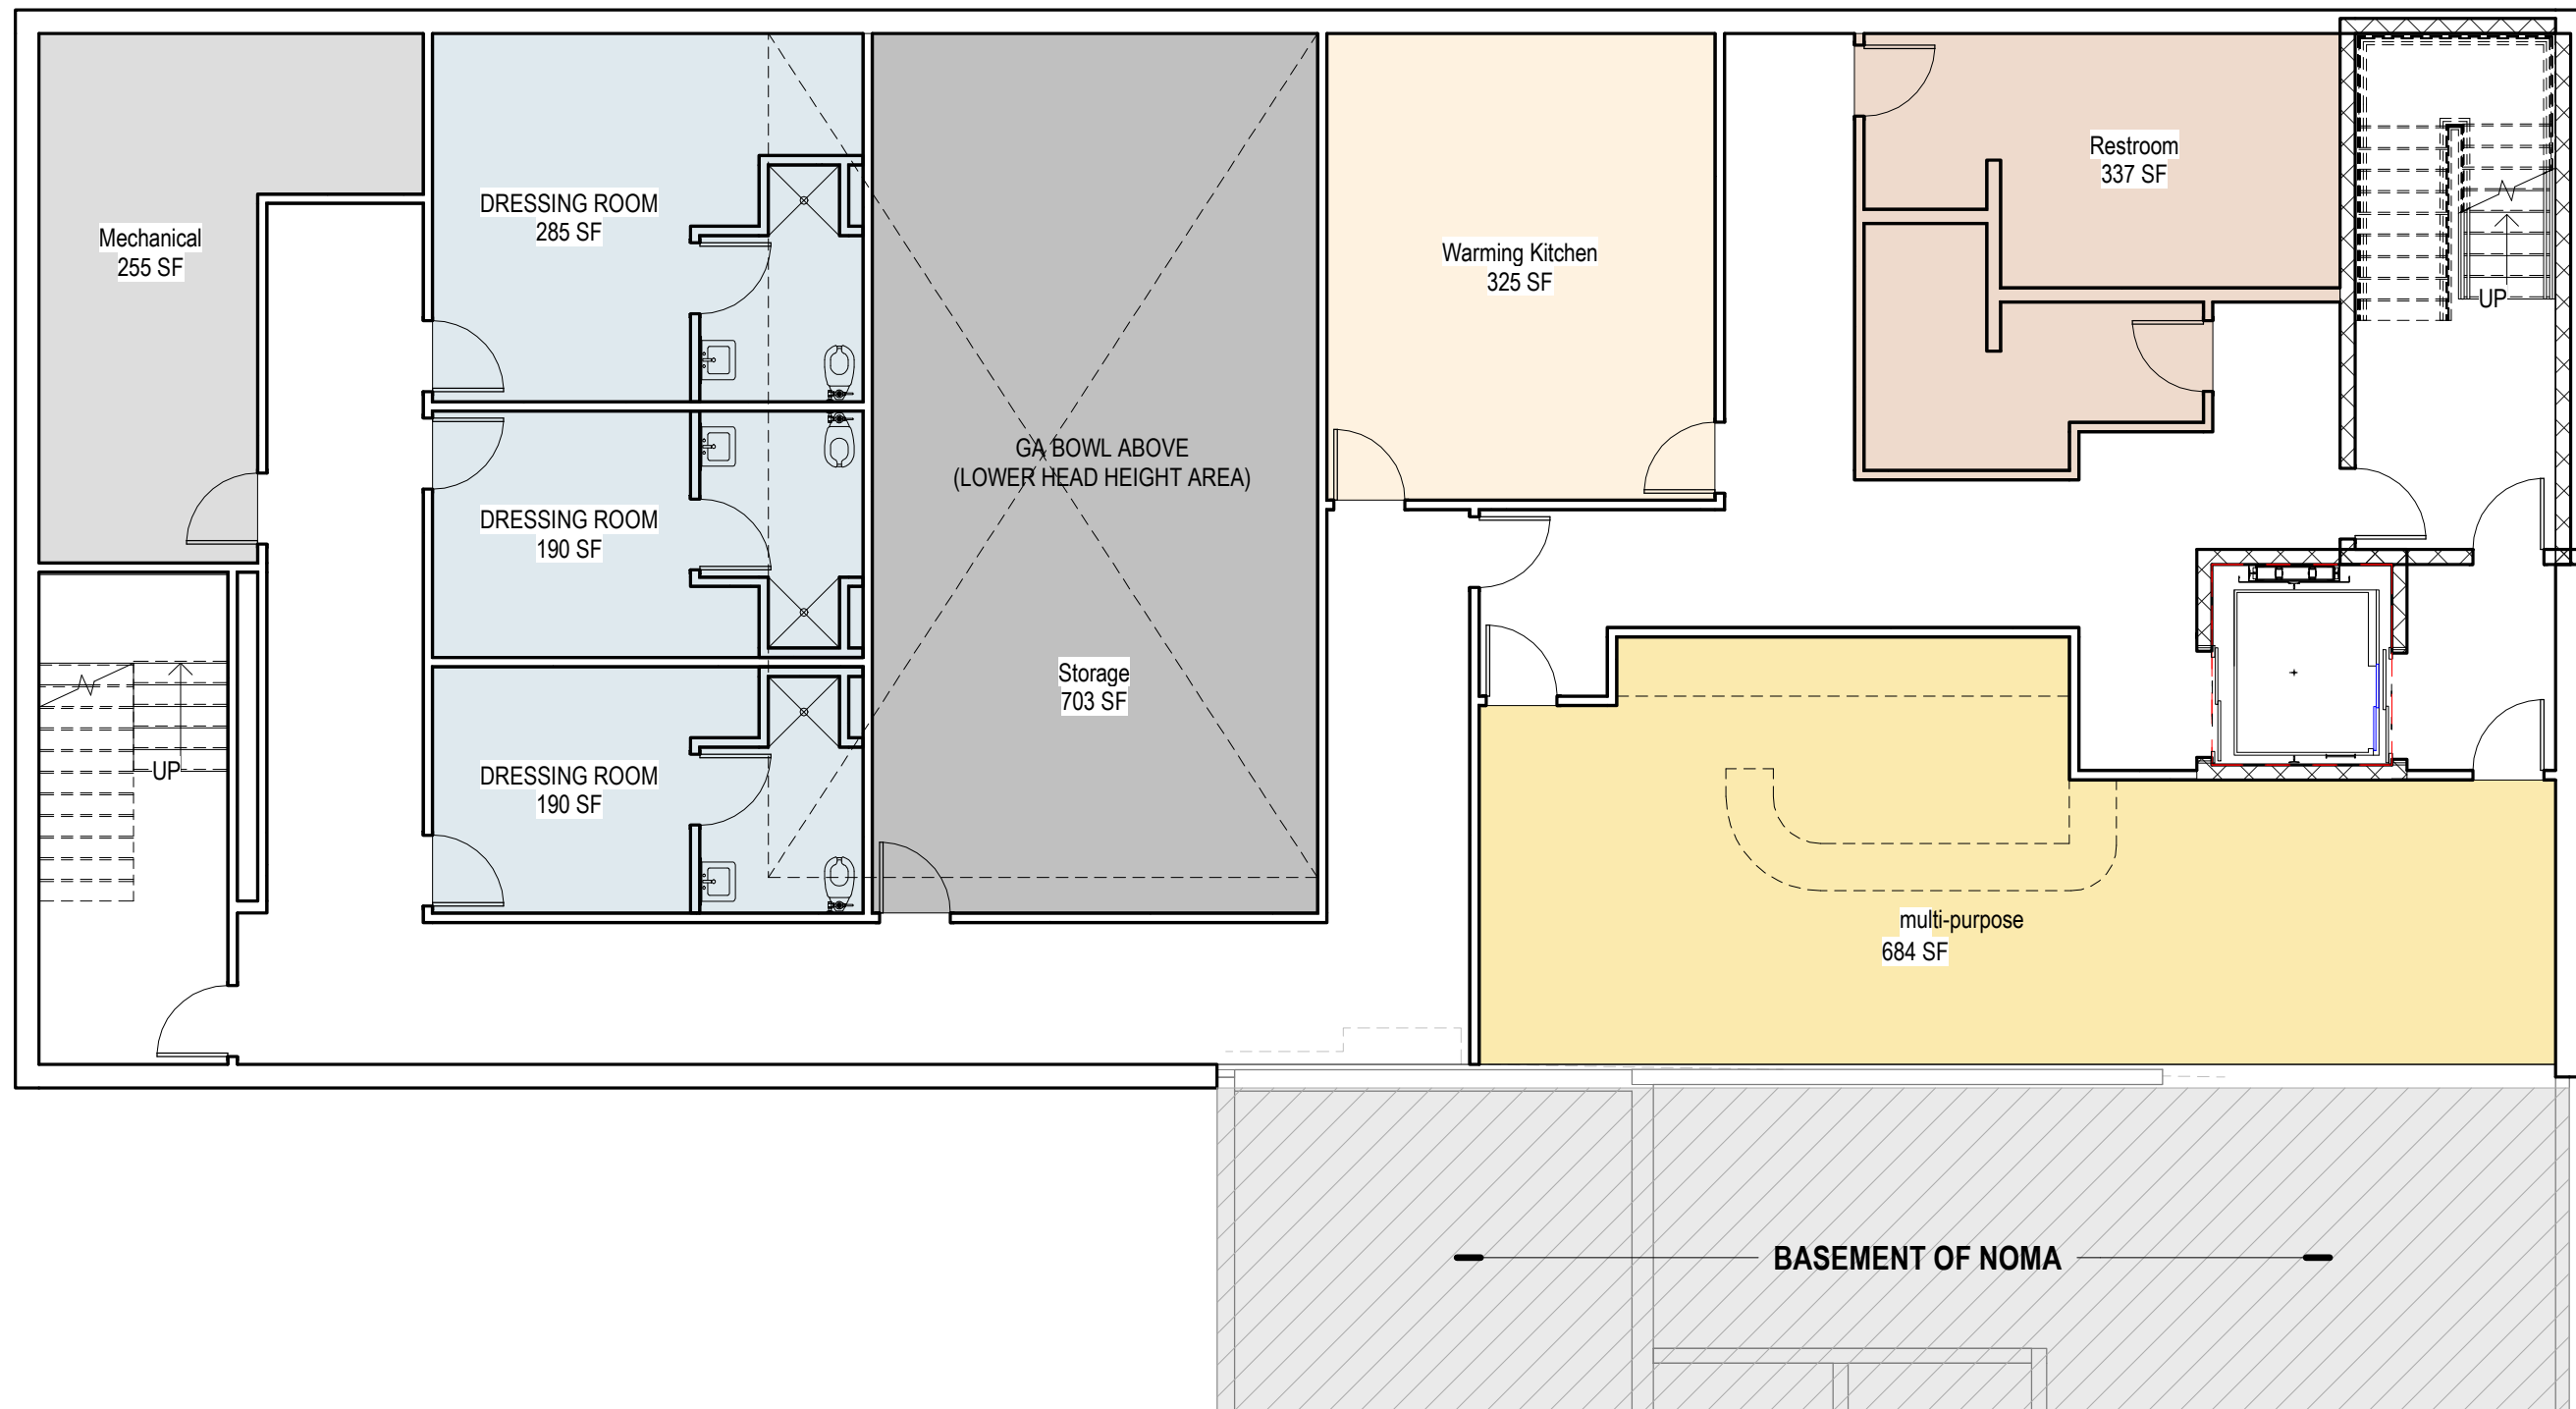 Mechanical
255 SF
DRESSING ROOM
285 SF
DRESSING ROOM
190 SF
DRESSING ROOM
190 SF
UP
GA BOWL ABOVE
(LOWER HEAD HEIGHT AREA)
Storage
703 SF
Warming Kitchen
325 SF
Restroom
337 SF
UP
multi-purpose
684 SF
BASEMENT OF NOMA